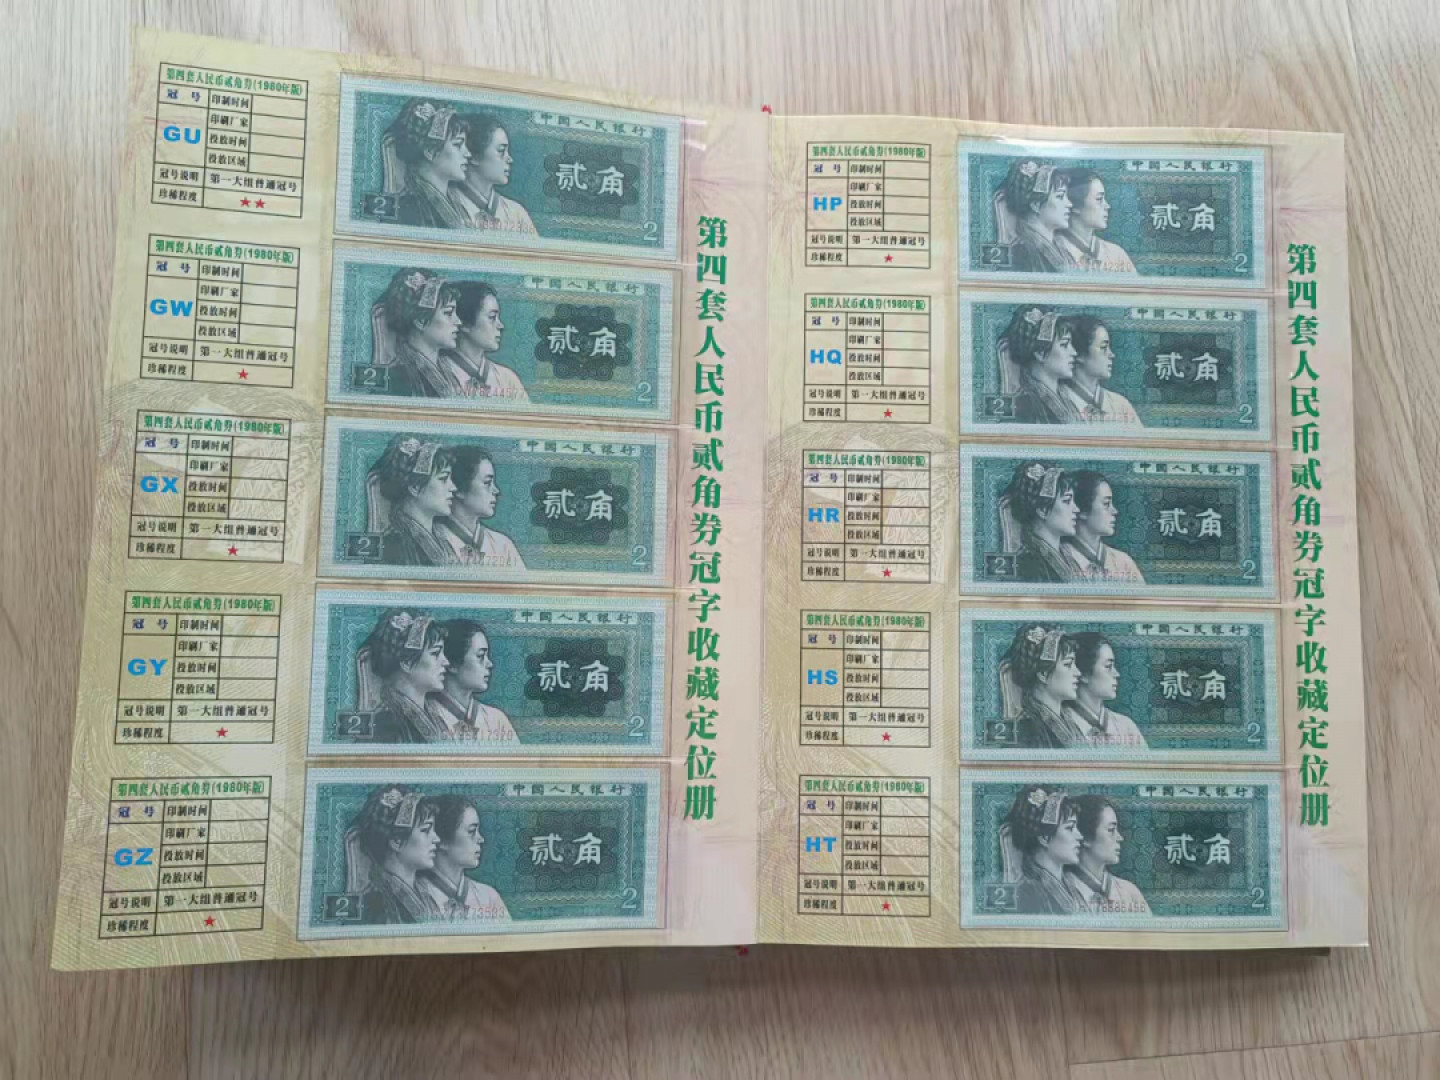 第四套人民币贰角券(1980年版)
冠 号 印制时间
GU 印刷厂家
投放时间
投放区域
冠号说明 第一大组普通冠号
珍稀程度 ★★
中国人民银行
贰角
2 2
第四套人民币贰角券(1980年版)
冠 号 印制时间
GW 印刷厂家
投放时间
投放区域
冠号说明 第一大组普通冠号
珍稀程度 ★
中国人民银行
贰角
2 2
第四套人民币贰角券(1980年版)
冠 号 印制时间
GX 印刷厂家
投放时间
投放区域
冠号说明 第一大组普通冠号
珍稀程度 ★
中国人民银行
贰角
2 2
第四套人民币贰角券(1980年版)
冠 号 印制时间
GY 印刷厂家
投放时间
投放区域
冠号说明 第一大组普通冠号
珍稀程度 ★
中国人民银行
贰角
2 2
第四套人民币贰角券(1980年版)
冠 号 印制时间
GZ 印刷厂家
投放时间
投放区域
冠号说明 第一大组普通冠号
珍稀程度 ★
中国人民银行
贰角
2 2
第四套人民币贰角券冠字收藏定位册
第四套人民币贰角券(1980年版)
冠 号 印制时间
HP 印刷厂家
投放时间
投放区域
冠号说明 第一大组普通冠号
珍稀程度 ★
中国人民银行
贰角
2 2
第四套人民币贰角券(1980年版)
冠 号 印制时间
HQ 印刷厂家
投放时间
投放区域
冠号说明 第一大组普通冠号
珍稀程度 ★
中国人民银行
贰角
2 2
第四套人民币贰角券(1980年版)
冠 号 印制时间
HR 印刷厂家
投放时间
投放区域
冠号说明 第一大组普通冠号
珍稀程度 ★
中国人民银行
贰角
2 2
第四套人民币贰角券(1980年版)
冠 号 印制时间
HS 印刷厂家
投放时间
投放区域
冠号说明 第一大组普通冠号
珍稀程度 ★
中国人民银行
贰角
2 2
第四套人民币贰角券(1980年版)
冠 号 印制时间
HT 印刷厂家
投放时间
投放区域
冠号说明 第一大组普通冠号
珍稀程度 ★
中国人民银行
贰角
2 2
第四套人民币贰角券冠字收藏定位册